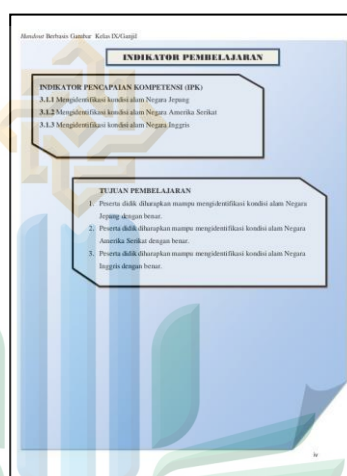 Handout Berbasis Gambar Kelas IX/Ganjil
INDIKATOR PEMBELAJARAN
INDIKATOR PENCAPAIAN KOMPETENSI (IPK)
3.1.1 Mengidentifikasi kondisi alam Negara Jepang
3.1.2 Mengidentifikasi kondisi alam Negara Amerika Serikat
3.1.3 Mengidentifikasi kondisi alam Negara Inggris
TUJUAN PEMBELAJARAN
1. Peserta didik diharapkan mampu mengidentifikasi kondisi alam Negara
Jepang dengan benar.
2. Peserta didik diharapkan mampu mengidentifikasi kondisi alam Negara
Amerika Serikat dengan benar.
3. Peserta didik diharapkan mampu mengidentifikasi kondisi alam Negara
Inggris dengan benar.